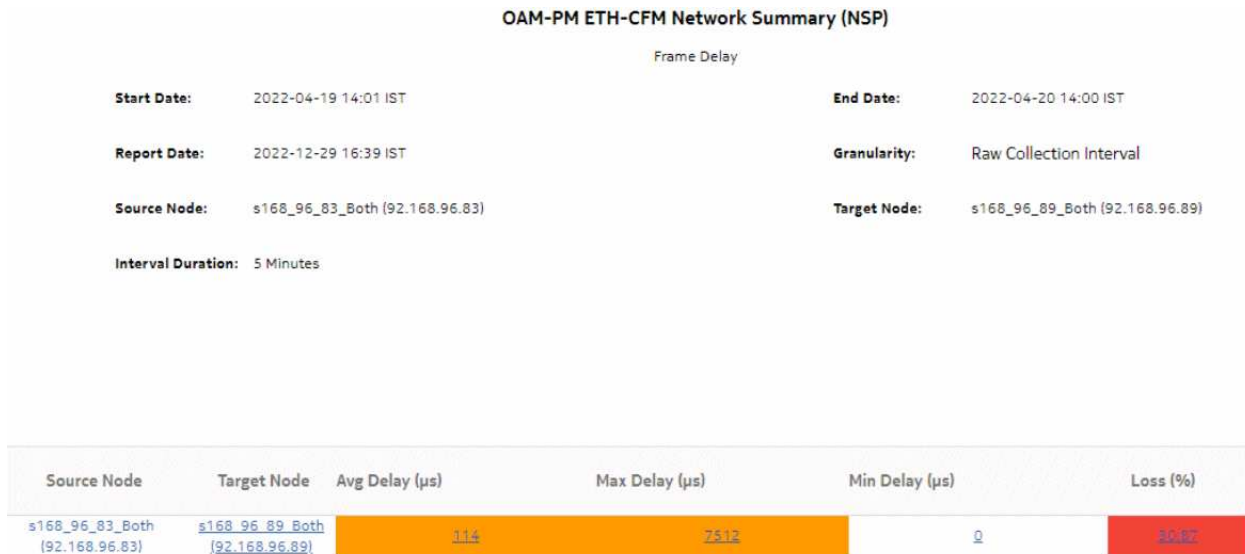 OAM-PM ETH-CFM Network Summary (NSP)
Frame Delay
Start Date: 2022-04-19 14:01 IST End Date: 2022-04-20 14:00 IST
Report Date: 2022-12-29 16:39 IST Granularity: Raw Collection Interval
Source Node: s168_96_83_Both (92.168.96.83) Target Node: s168_96_89_Both (92.168.96.89)
Interval Duration: 5 Minutes
Source Node Target Node Avg Delay (µs) Max Delay (µs) Min Delay (µs) Loss (%)
s168_96_83_Both s168_96_89_Both 114 7512 0 30.87
(92.168.96.83) (92.168.96.89)